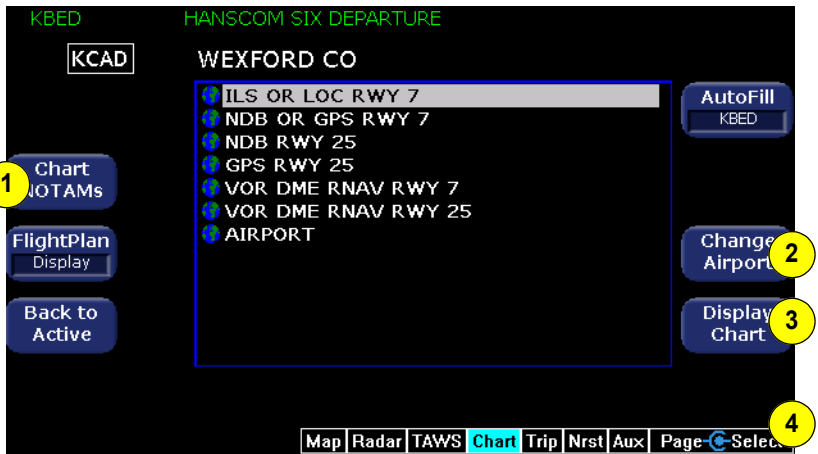 KBED HANSCOM SIX DEPARTURE
KCAD WEXFORD CO
ILS OR LOC RWY 7
NDB OR GPS RWY 7
NDB RWY 25
GPS RWY 25
VOR DME RNAV RWY 7
VOR DME RNAV RWY 25
AIRPORT
1
Chart
NOTAMs
FlightPlan
Display
Back to
Active
AutoFill
KBED
Change
Airport
2
Display
Chart
3
4
Map Radar TAWS Chart Trip Nrst Aux Page Select